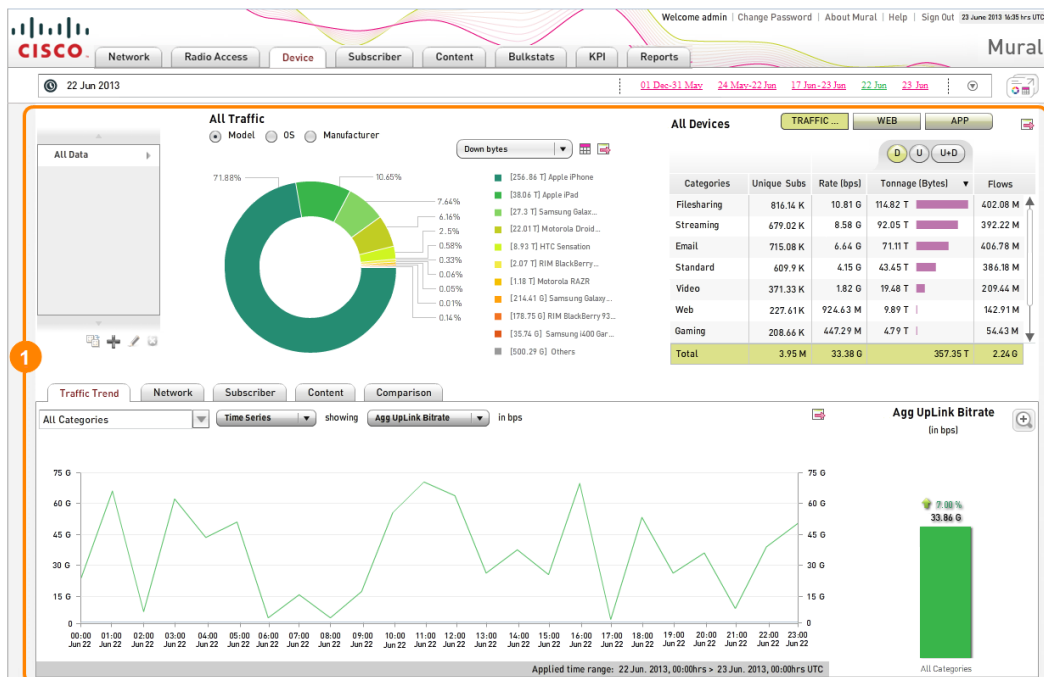 Welcome admin | Change Password | About Mural | Help | Sign Out 23 June 2013 16:35 hrs UTC
CISCO
Mural
Network Radio Access Device Subscriber Content Bulkstats KPI Reports
22 Jun 2013
01 Dec-31 May 24 May-22 Jun 17 Jun-23 Jun 22 Jun 23 Jun
1
All Data
All Traffic
Model OS Manufacturer
Down bytes
71.88%
10.65%
7.64%
6.16%
2.5%
0.58%
0.33%
0.06%
0.05%
0.01%
0.14%
[256.86 T] Apple iPhone
[38.06 T] Apple iPad
[27.3 T] Samsung Galax...
[22.01 T] Motorola Droid...
[8.93 T] HTC Sensation
[2.07 T] RIM BlackBerry...
[1.18 T] Motorola RAZR
[214.41 G] Samsung Galaxy...
[178.75 G] RIM BlackBerry 93...
[35.74 G] Samsung i400 Gar...
[500.29 G] Others
All Devices
TRAFFIC ... WEB APP
D U U+D
Categories Unique Subs Rate (bps) Tonnage (Bytes) Flows
Filesharing 816.14 K 10.81 G 114.82 T 402.08 M
Streaming 679.02 K 8.58 G 92.05 T 392.22 M
Email 715.08 K 6.64 G 71.11 T 406.78 M
Standard 609.9 K 4.15 G 43.45 T 386.18 M
Video 371.33 K 1.82 G 19.48 T 209.44 M
Web 227.61 K 924.63 M 9.89 T 142.91 M
Gaming 208.66 K 447.29 M 4.79 T 54.43 M
Total 3.95 M 33.38 G 357.35 T 2.24 G
Traffic Trend Network Subscriber Content Comparison
All Categories Time Series showing Agg UpLink Bitrate in bps
75 G 75 G
60 G 60 G
45 G 45 G
30 G 30 G
15 G 15 G
0 0
00:00 01:00 02:00 03:00 04:00 05:00 06:00 07:00 08:00 09:00 10:00 11:00 12:00 13:00 14:00 15:00 16:00 17:00 18:00 19:00 20:00 21:00 22:00 23:00
Jun 22 Jun 22 Jun 22 Jun 22 Jun 22 Jun 22 Jun 22 Jun 22 Jun 22 Jun 22 Jun 22 Jun 22 Jun 22 Jun 22 Jun 22 Jun 22 Jun 22 Jun 22 Jun 22 Jun 22 Jun 22 Jun 22 Jun 22 Jun 22
Applied time range: 22 Jun. 2013, 00:00hrs > 23 Jun. 2013, 00:00hrs UTC
Agg UpLink Bitrate
(in bps)
33.86 G
All Categories